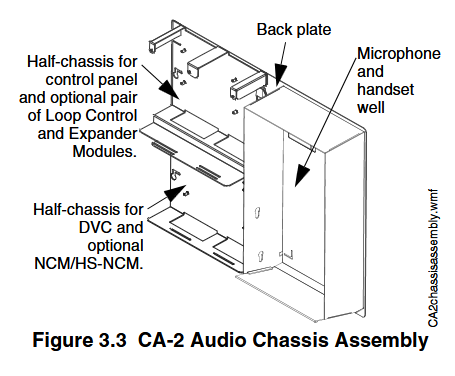 Back plate
Half-chassis for
control panel
and optional pair
of Loop Control
and Expander
Modules.
Microphone
and
handset
well
Half-chassis for
DVC and
optional
NCM/HS-NCM.
CA2chassisassembly.wmf
Figure 3.3  CA-2 Audio Chassis Assembly